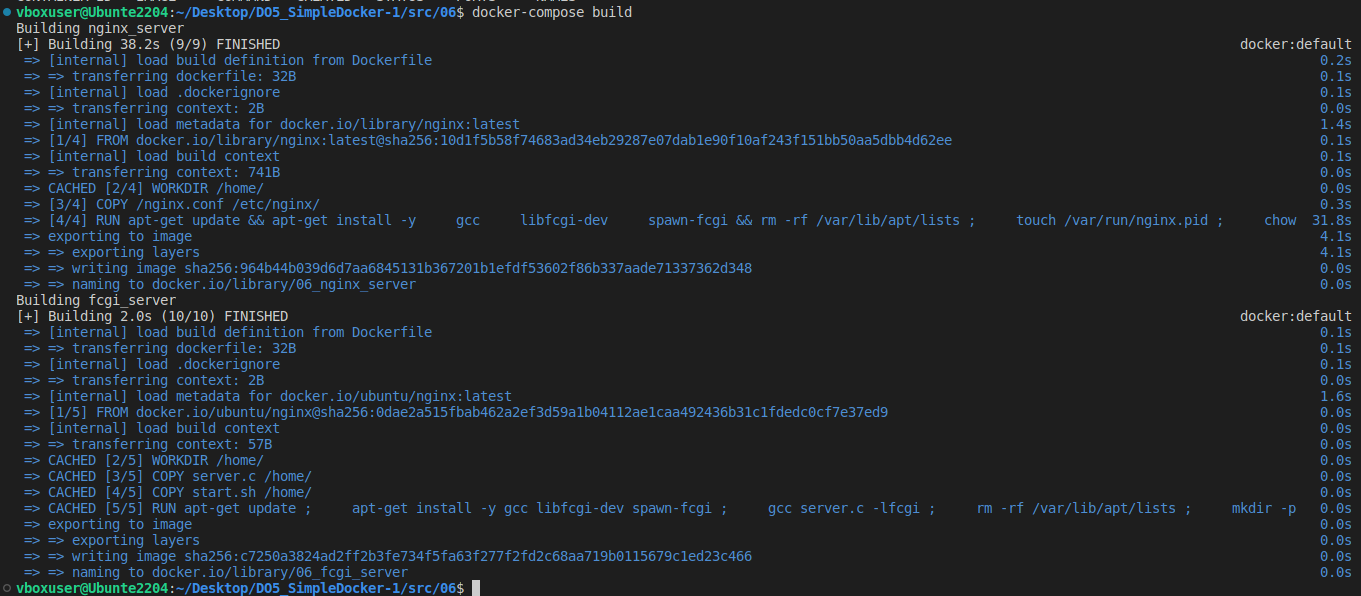 vboxuser@Ubunte2204:~/Desktop/DO5_SimpleDocker-1/src/06$ docker-compose build
Building nginx_server
[+] Building 38.2s (9/9) FINISHED docker:default
=> [internal] load build definition from Dockerfile 0.2s
=> => transferring dockerfile: 32B 0.1s
=> [internal] load .dockerignore 0.1s
=> => transferring context: 2B 0.0s
=> [internal] load metadata for docker.io/library/nginx:latest 1.4s
=> [1/4] FROM docker.io/library/nginx:latest@sha256:10d1f5b58f74683ad34eb29287e07dab1e90f10af243f151bb50aa5dbb4d62ee 0.1s
=> [internal] load build context 0.1s
=> => transferring context: 741B 0.0s
=> CACHED [2/4] WORKDIR /home/ 0.0s
=> [3/4] COPY /nginx.conf /etc/nginx/ 0.3s
=> [4/4] RUN apt-get update && apt-get install -y gcc libfcgi-dev spawn-fcgi && rm -rf /var/lib/apt/lists ; touch /var/run/nginx.pid ; chow 31.8s
=> exporting to image 4.1s
=> => exporting layers 4.1s
=> => writing image sha256:964b44b039d6d7aa6845131b367201b1efdf53602f86b337aade71337362d348 0.0s
=> => naming to docker.io/library/06_nginx_server 0.0s
Building fcgi_server
[+] Building 2.0s (10/10) FINISHED docker:default
=> [internal] load build definition from Dockerfile 0.1s
=> => transferring dockerfile: 32B 0.1s
=> [internal] load .dockerignore 0.1s
=> => transferring context: 2B 0.0s
=> [internal] load metadata for docker.io/ubuntu/nginx:latest 1.6s
=> [1/5] FROM docker.io/ubuntu/nginx@sha256:0dae2a515fbab462a2ef3d59a1b04112ae1caa492436b31c1fdedc0cf7e37ed9 0.0s
=> [internal] load build context 0.0s
=> => transferring context: 57B 0.0s
=> CACHED [2/5] WORKDIR /home/ 0.0s
=> CACHED [3/5] COPY server.c /home/ 0.0s
=> CACHED [4/5] COPY start.sh /home/ 0.0s
=> CACHED [5/5] RUN apt-get update ; apt-get install -y gcc libfcgi-dev spawn-fcgi ; gcc server.c -lfcgi ; rm -rf /var/lib/apt/lists ; mkdir -p 0.0s
=> exporting to image 0.0s
=> => exporting layers 0.0s
=> => writing image sha256:c7250a3824ad2ff2b3fe734f5fa63f277f2fd2c68aa719b0115679c1ed23c466 0.0s
=> => naming to docker.io/library/06_fcgi_server 0.0s
vboxuser@Ubunte2204:~/Desktop/DO5_SimpleDocker-1/src/06$